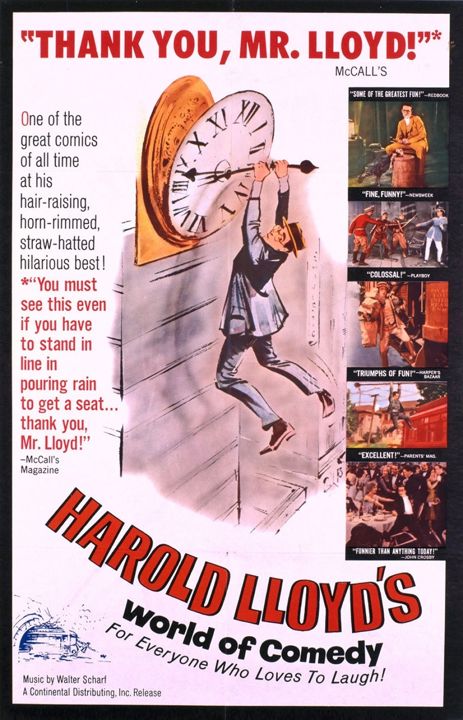 "THANK YOU, MR. LLOYD!"*
McCALL'S
One of the
great comics
of all time
at his
hair-raising,
horn-rimmed,
straw-hatted
hilarious best!
*"You must
see this even
if you have
to stand in
line in
pouring rain
to get a seat...
thank you,
Mr. Lloyd!"
–McCall's
Magazine
"SOME OF THE GREATEST FUN!" –REDBOOK
"FINE, FUNNY!" –NEWSWEEK
"COLOSSAL!" –PLAYBOY
"TRIUMPHS OF FUN!" –HARPER'S
BAZAAR
"EXCELLENT!" –PARENTS' MAG.
"FUNNIER THAN ANYTHING TODAY!"
–JOHN CROSBY
HAROLD LLOYD'S
World of Comedy
For Everyone Who Loves To Laugh!
Music by Walter Scharf
A Continental Distributing, Inc. Release